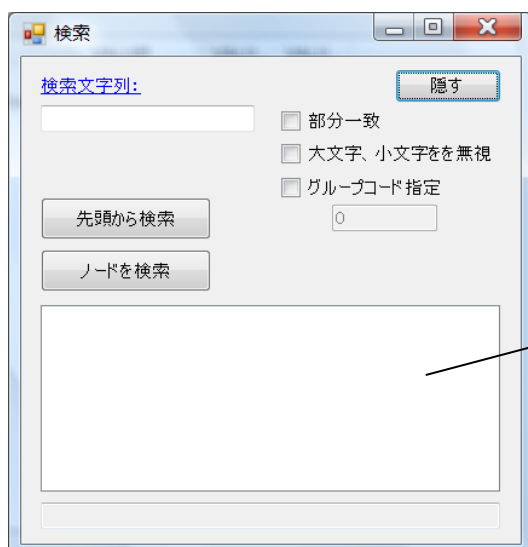 検索
検索文字列:
隠す
部分一致
大文字、小文字をを無視
グループコード指定
0
先頭から検索
ノードを検索